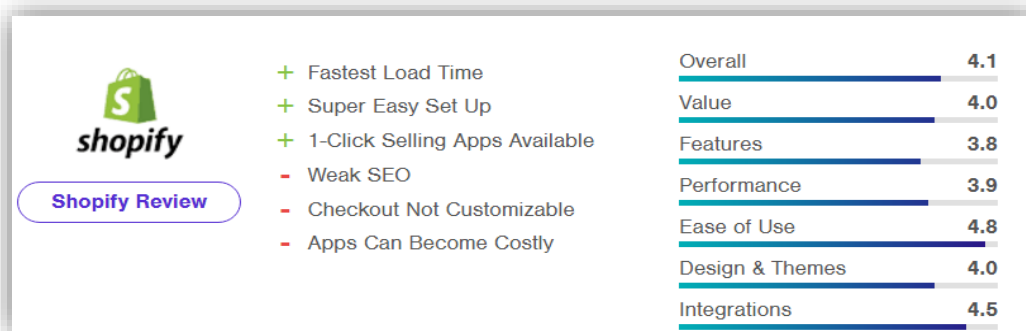 S
shopify
Shopify Review
+ Fastest Load Time
+ Super Easy Set Up
+ 1-Click Selling Apps Available
- Weak SEO
- Checkout Not Customizable
- Apps Can Become Costly
Overall 4.1
Value 4.0
Features 3.8
Performance 3.9
Ease of Use 4.8
Design & Themes 4.0
Integrations 4.5